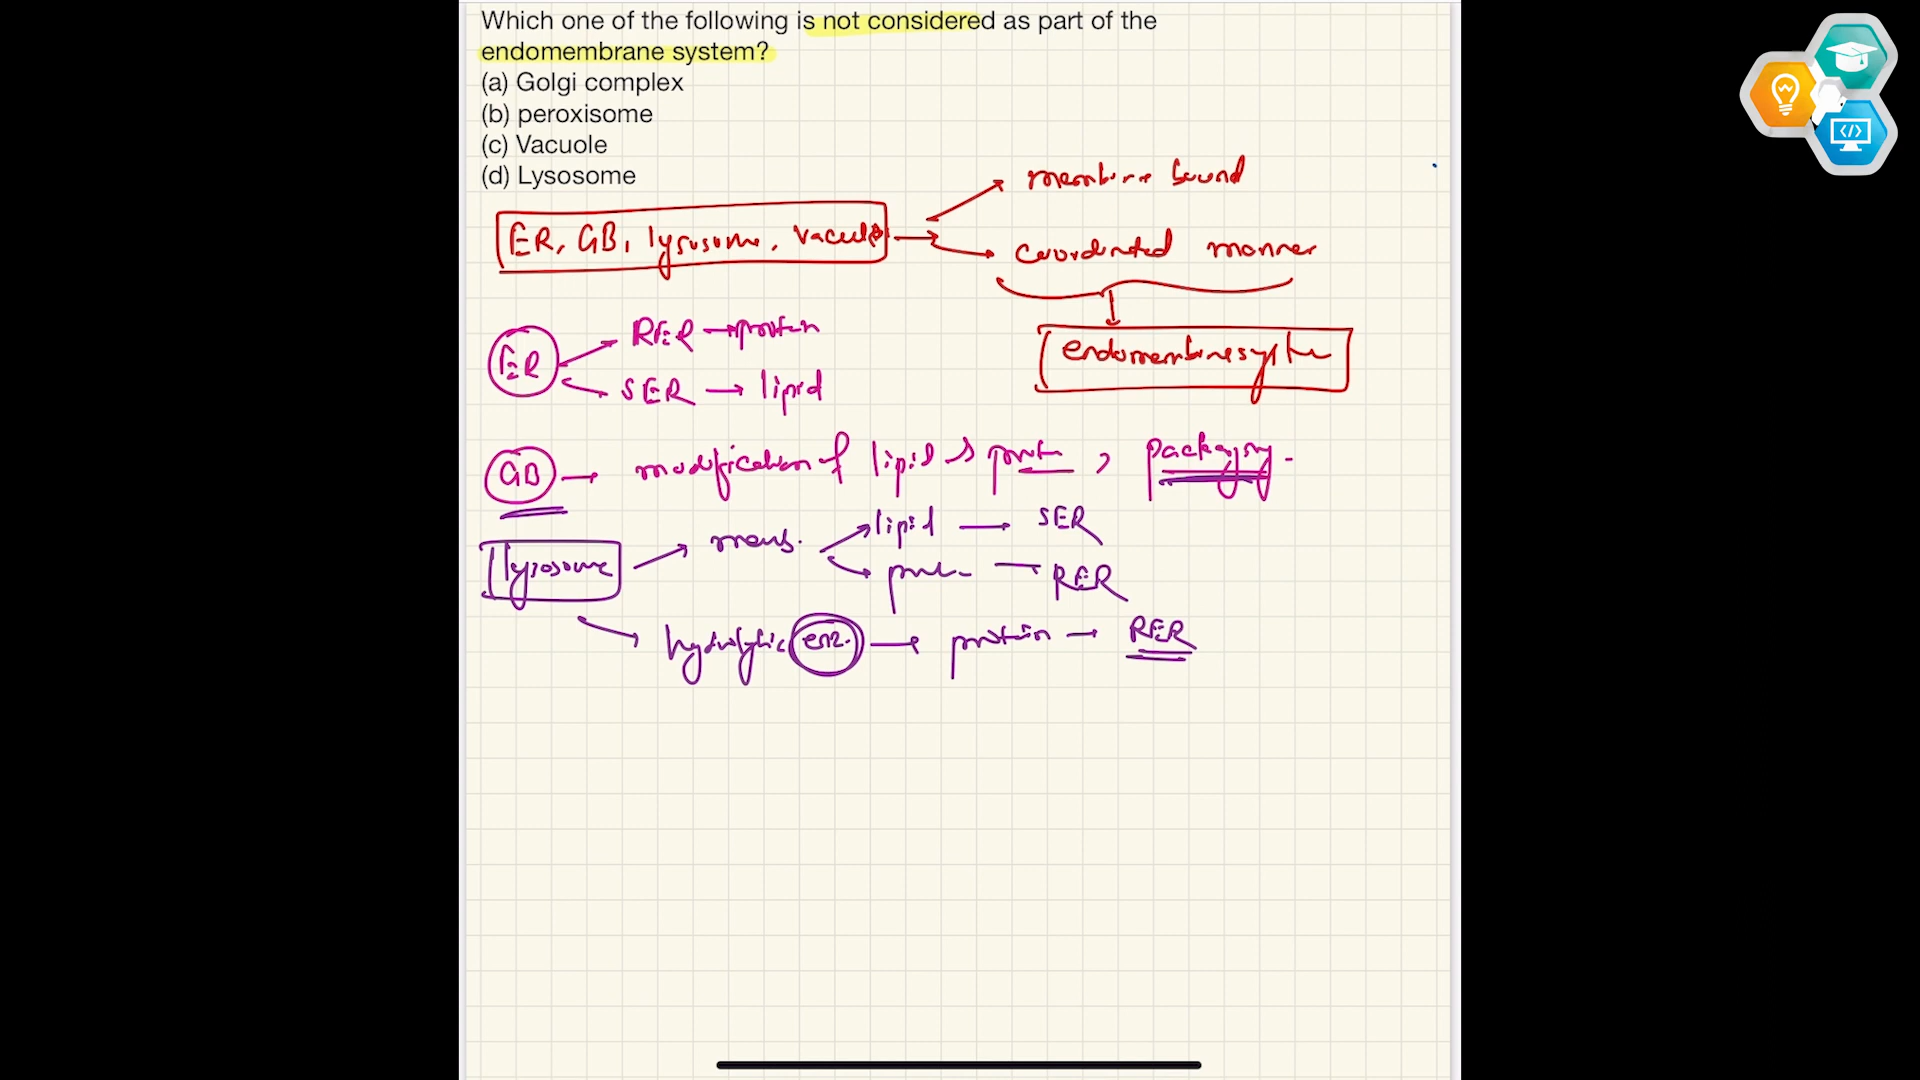 Which one of the following is not considered as part of the
endomembrane system?
(a) Golgi complex
(b) peroxisome
(c) Vacuole
(d) Lysosome
membrane bound
ER, GB, lysosome, vacuole
coordinated manner
RER → protein
endomembrane system
ER
SER → lipid
GB → modification of lipid & protein, packaging.
lipid → SER
lysosome → memb.
protein — RER
hydrolytic enz. → protein → RER